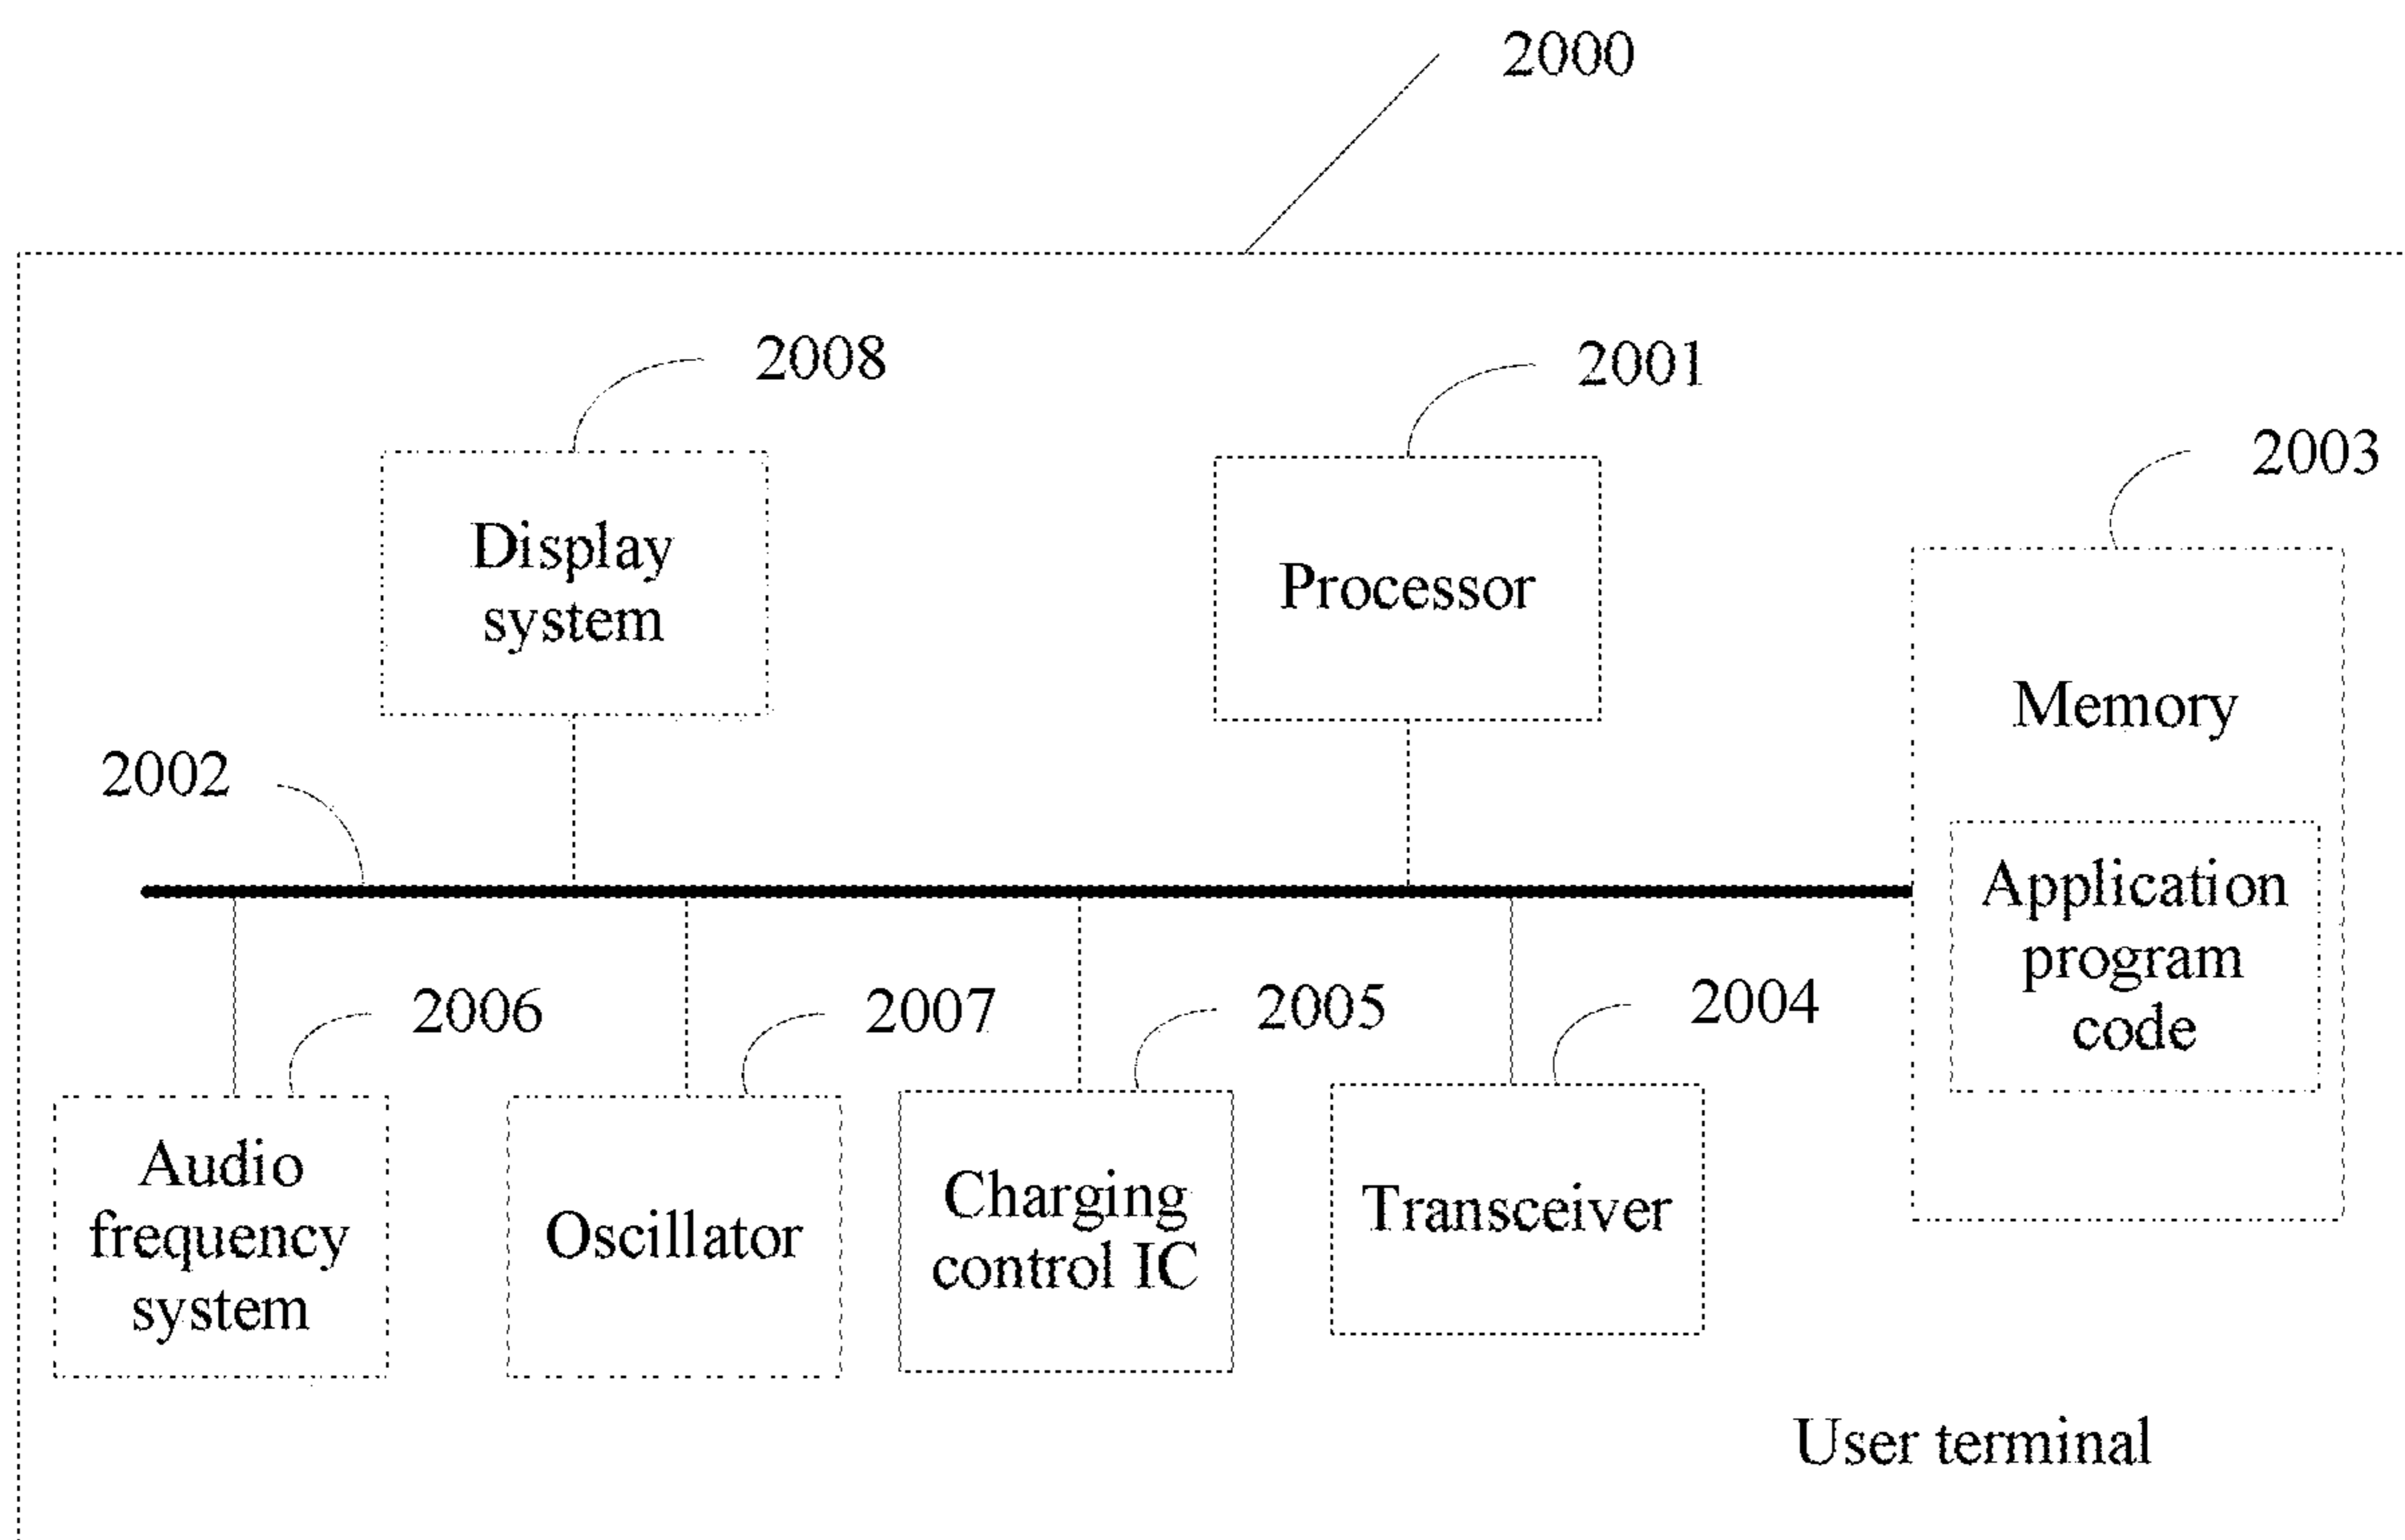 2000
2008
2001
2003
Display
system
Processor
Memory
2002
Application
program
code
2006
2007
2005
2004
Audio
frequency
system
Oscillator
Charging
control IC
Transceiver
User terminal